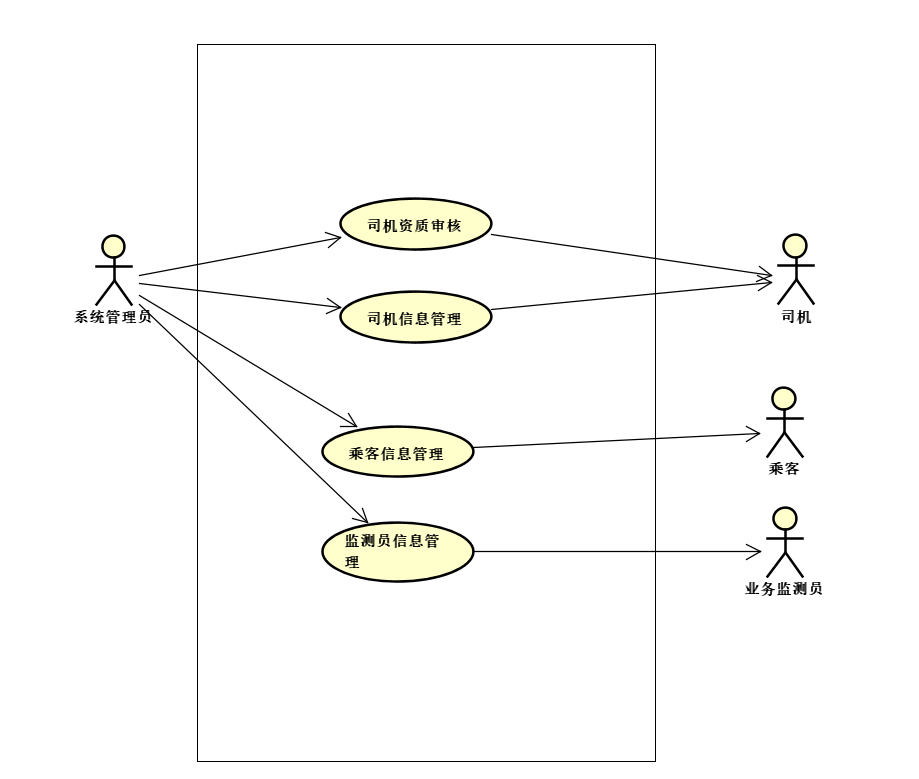 司机资质审核
司机信息管理
系统管理员
司机
乘客信息管理
乘客
监测员信息管
理
业务监测员